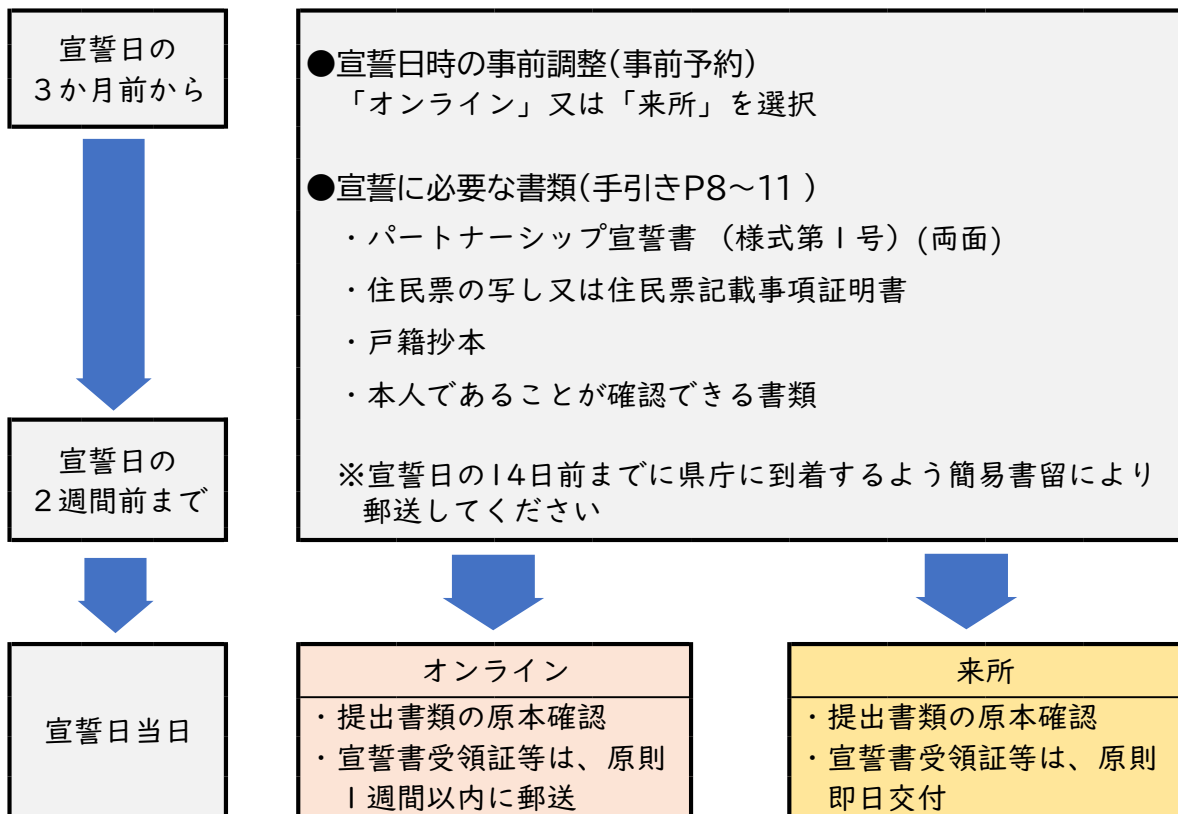 宣誓日の
３か月前から
●宣誓日時の事前調整(事前予約)
「オンライン」又は「来所」を選択
●宣誓に必要な書類(手引きP8～11 )
・パートナーシップ宣誓書 （様式第１号）(両面)
・住民票の写し又は住民票記載事項証明書
・戸籍抄本
・本人であることが確認できる書類
※宣誓日の14日前までに県庁に到着するよう簡易書留により
郵送してください
宣誓日の
２週間前まで
宣誓日当日
オンライン
・提出書類の原本確認
・宣誓書受領証等は、原則
１週間以内に郵送
来所
・提出書類の原本確認
・宣誓書受領証等は、原則
即日交付